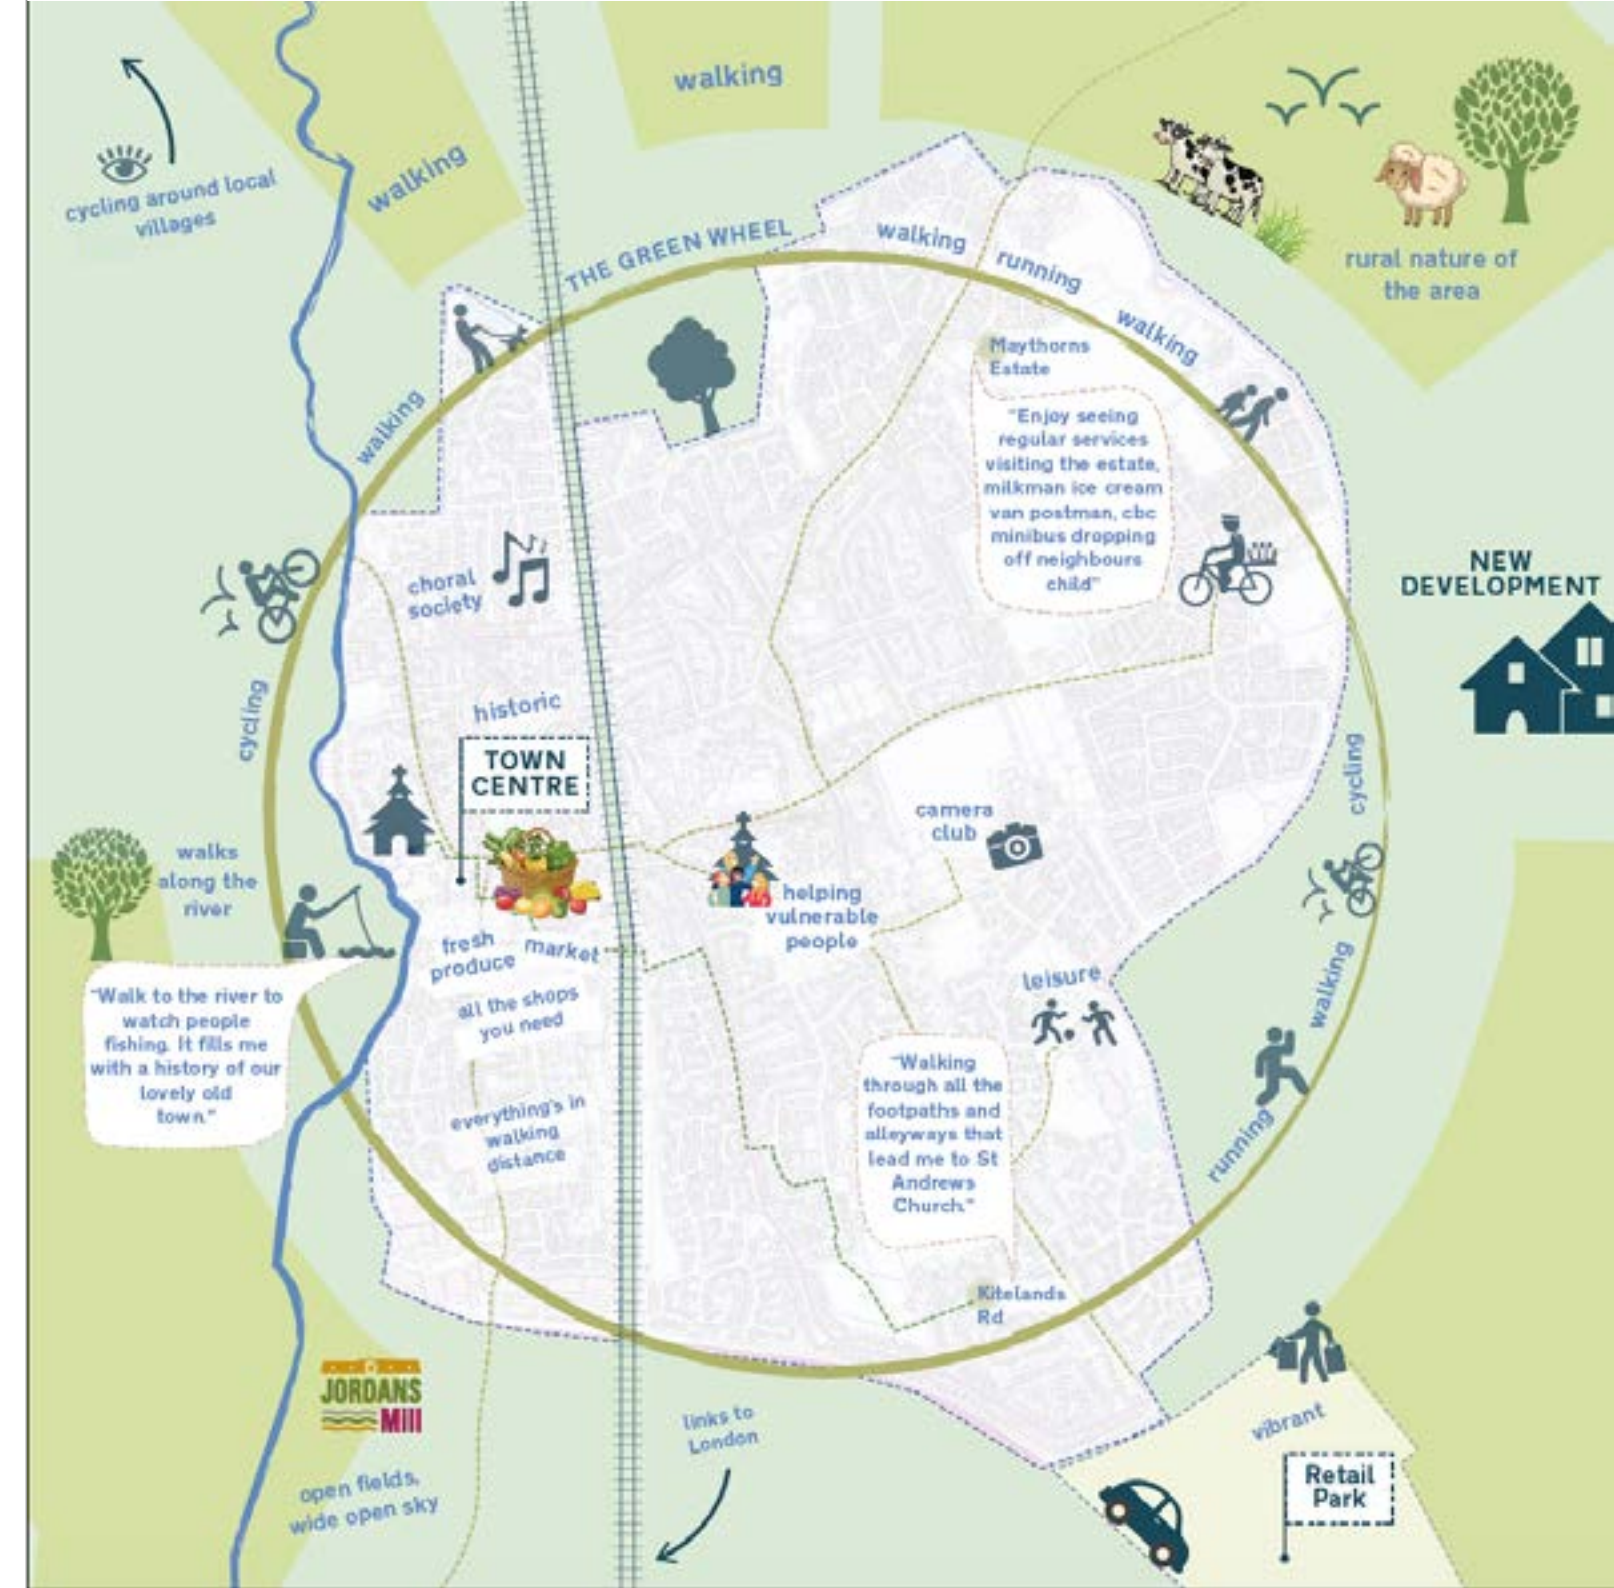 walking
walking
cycling around local
villages
THE GREEN WHEEL
walking
running
walking
rural nature of
the area
Maythorns
Estate
"Enjoy seeing
regular services
visiting the estate,
milkman ice cream
van postman, cbc
minibus dropping
off neighbours
child"
walking
choral
society
NEW
DEVELOPMENT
cycling
historic
TOWN
CENTRE
cycling
camera
club
walks
along the
river
helping
vulnerable
people
fresh
produce
market
all the shops
you need
leisure
walking
"Walk to the river to
watch people
fishing. It fills me
with a history of our
lovely old
town."
"Walking
through all the
footpaths and
alleyways that
lead me to St
Andrews
Church."
everything's in
walking
distance
running
Kitelands
Rd
JORDANS
Mill
links to
London
vibrant
Retail
Park
open fields,
wide open sky